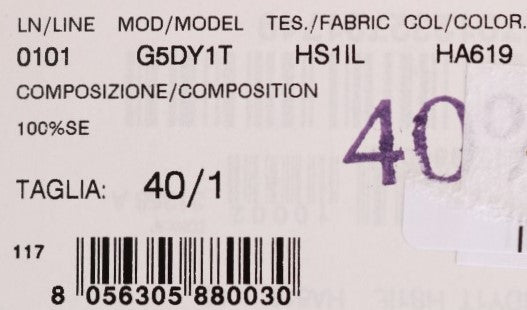 LN/LINE MOD/MODEL TES./FABRIC COL/COLOR.
0101 G5DY1T HS1IL HA619
COMPOSIZIONE/COMPOSITION
100%SE
40
TAGLIA: 40/1
117
8 056305 880030